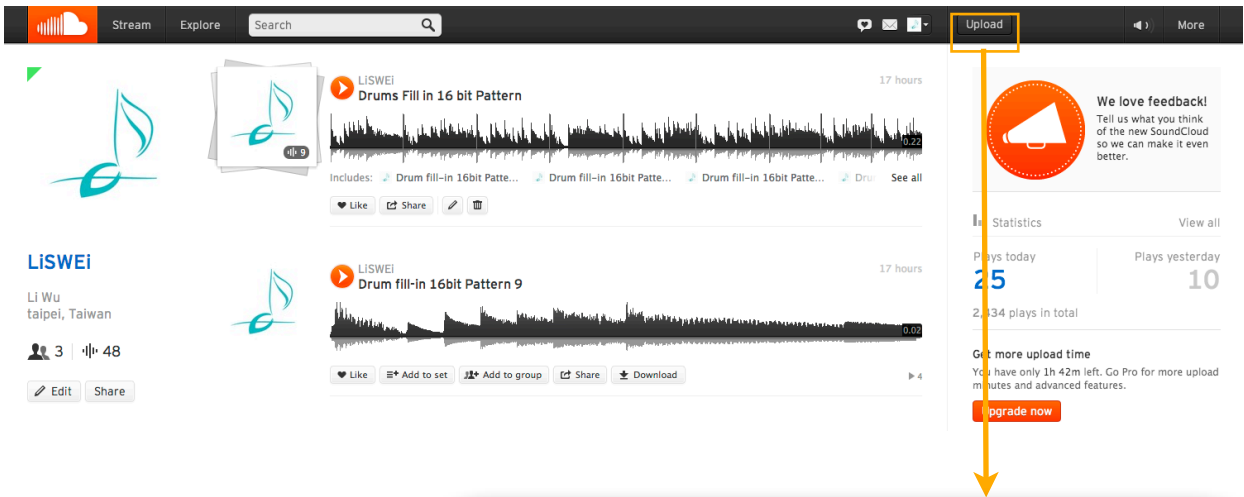 Stream Explore Search Upload More
9
LiSWEi 17 hours
Drums Fill in 16 bit Pattern
0.22
Includes: Drum fill-in 16bit Patte... Drum fill-in 16bit Patte... Drum fill-in 16bit Patte... Dru See all
Like Share
LiSWEi
Li Wu
taipei, Taiwan
3 48
Edit Share
LiSWEi 17 hours
Drum fill-in 16bit Pattern 9
0.02
Like Add to set Add to group Share Download 4
We love feedback!
Tell us what you think
of the new SoundCloud
so we can make it even
better.
Statistics View all
Plays today Plays yesterday
25 10
2,334 plays in total
Get more upload time
You have only 1h 42m left. Go Pro for more upload
minutes and advanced features.
Upgrade now